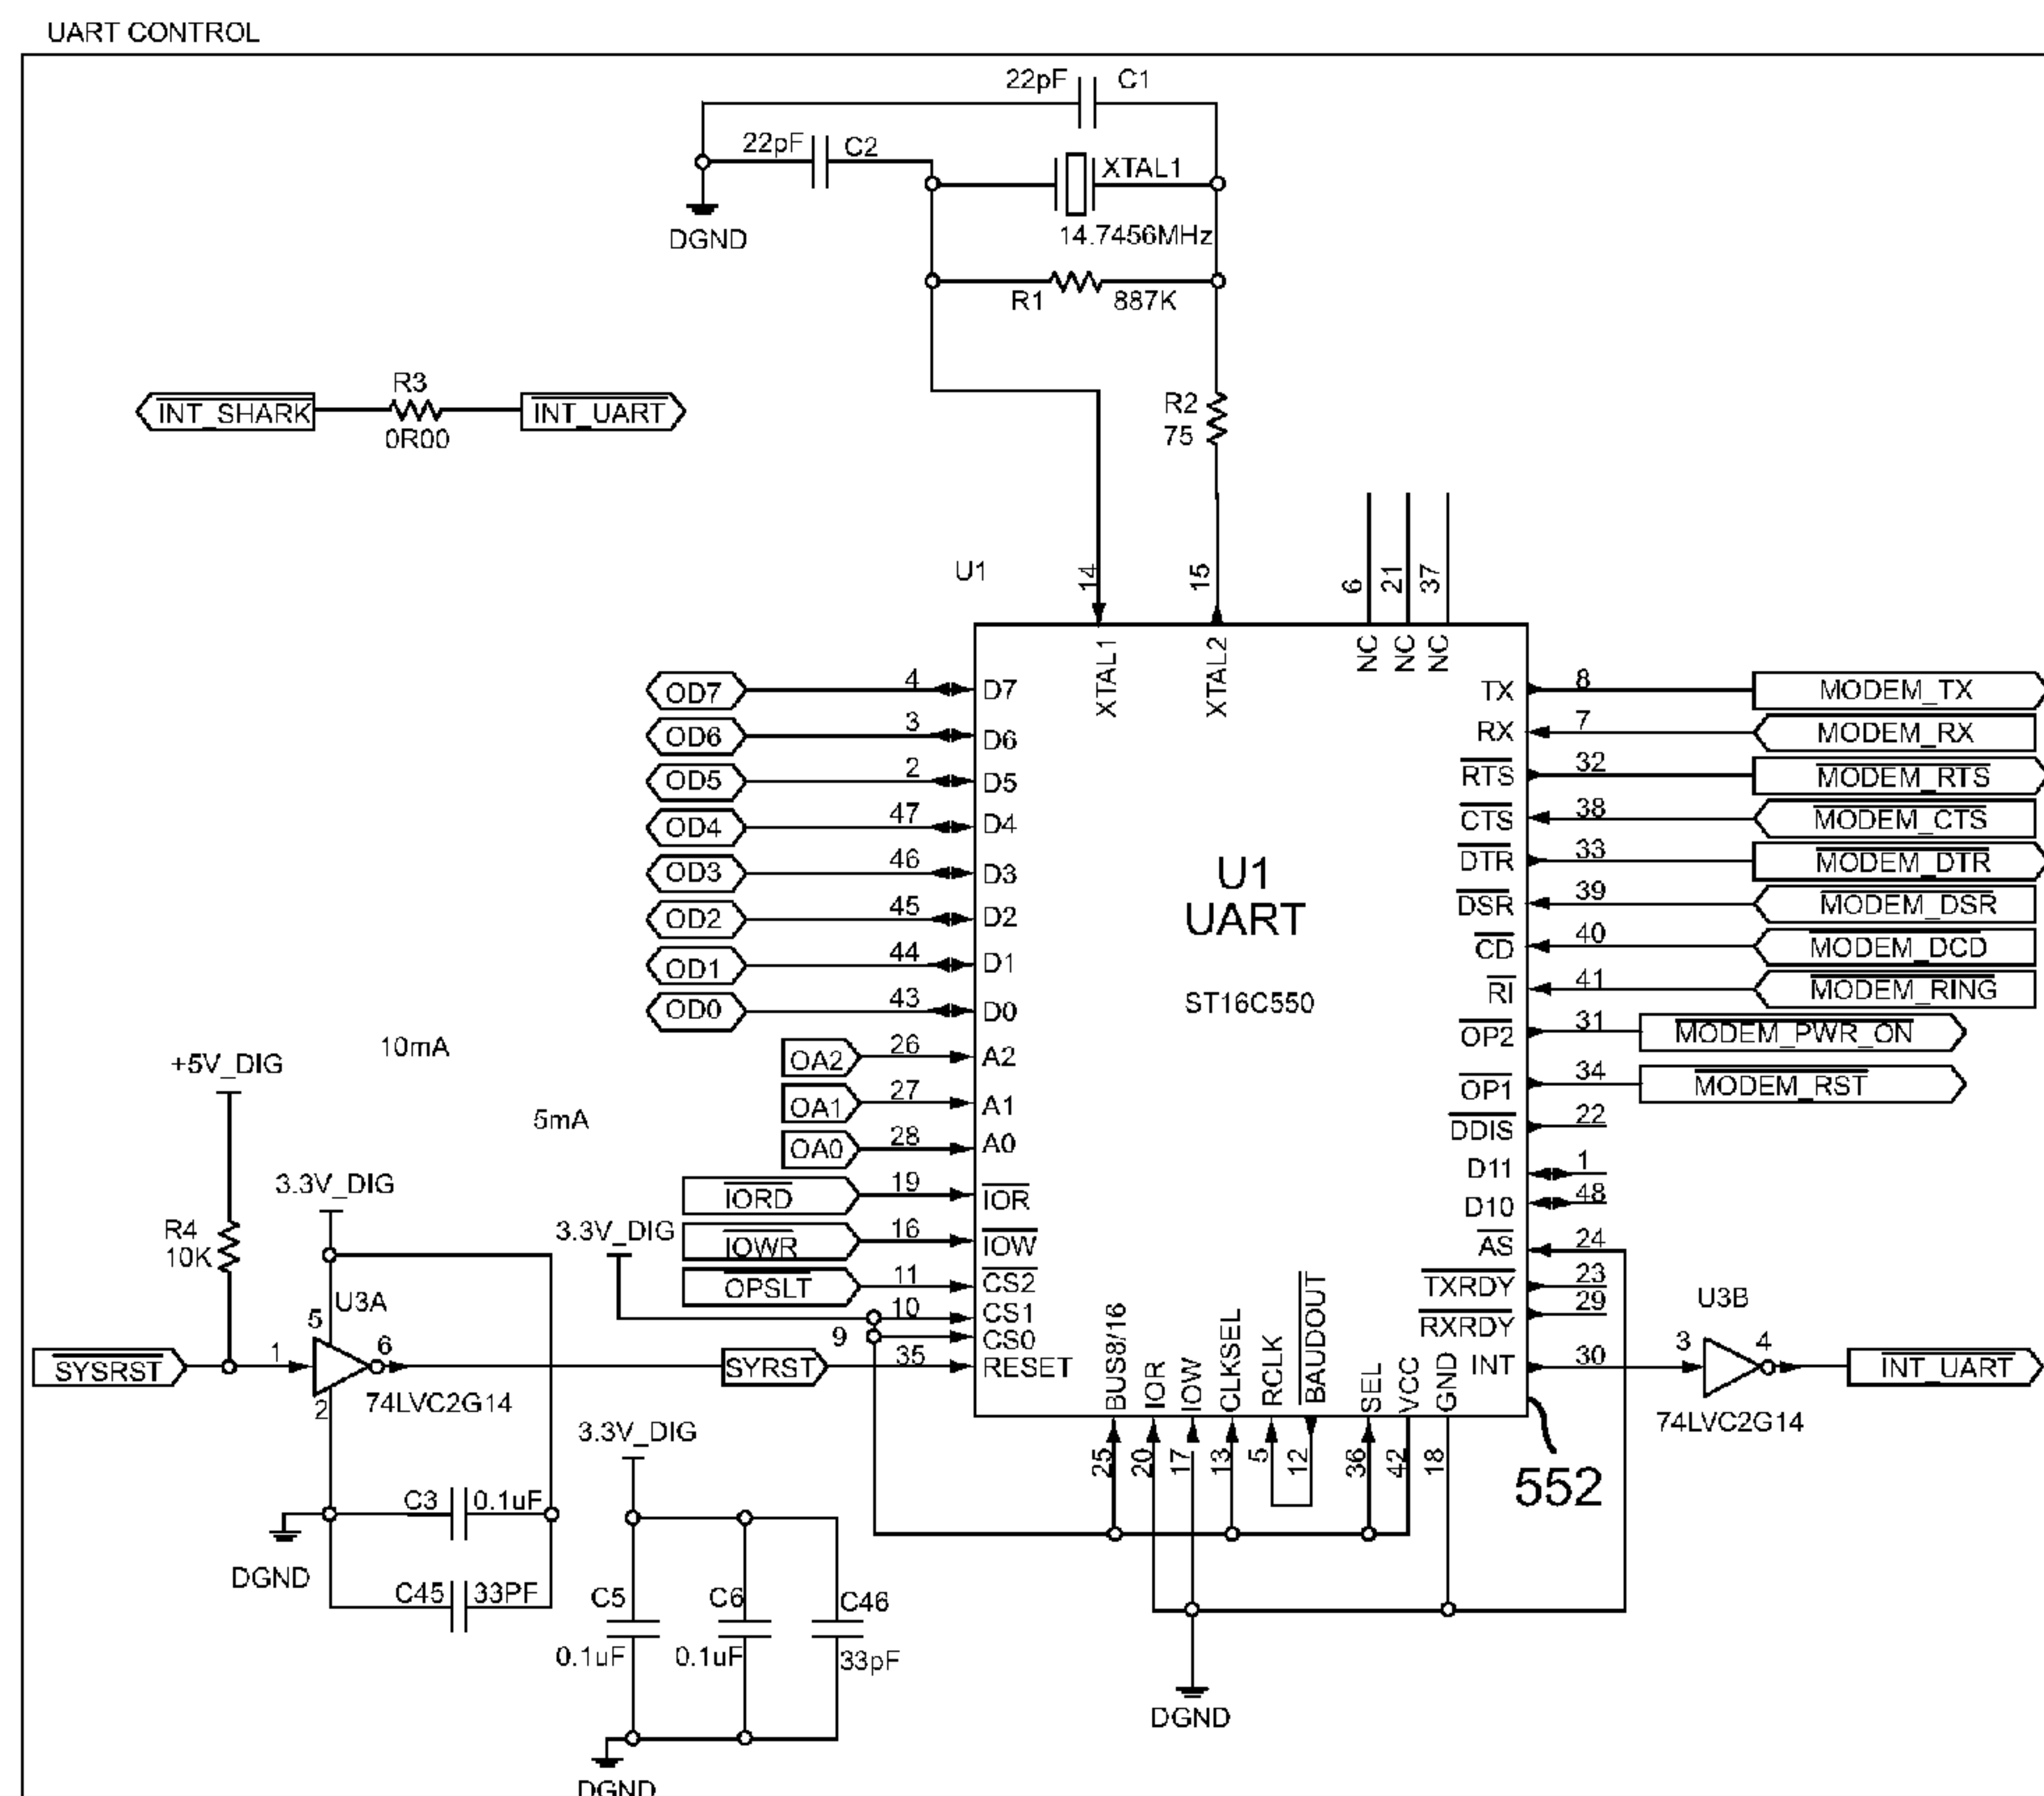 UART CONTROL
22pF C1
22pF C2
XTAL1
14.7456MHz
DGND
R1 887K
R3
INT_SHARK INT_UART
0R00
R2
75
U1
14 15 6 21 37
XTAL1 XTAL2 NC NC NC
OD7 4 D7
OD6 3 D6
OD5 2 D5
OD4 47 D4
OD3 46 D3
OD2 45 D2
OD1 44 D1
OD0 43 D0
OA2 26 A2
OA1 27 A1
OA0 28 A0
IORD 19 IOR
IOWR 16 IOW
OPSLT 11 CS2
10 CS1
9 CS0
SYRST 35 RESET
U1
UART
ST16C550
TX 8 MODEM_TX
RX 7 MODEM_RX
RTS 32 MODEM_RTS
CTS 38 MODEM_CTS
DTR 33 MODEM_DTR
DSR 39 MODEM_DSR
CD 40 MODEM_DCD
RI 41 MODEM_RING
OP2 31 MODEM_PWR_ON
OP1 34 MODEM_RST
DDIS 22
D11 1
D10 48
AS 24
TXRDY 23
RXRDY 29
INT 30
U3B
3 4
INT_UART
74LVC2G14
552
BUS8/16 IOR IOW CLKSEL RCLK BAUDOUT SEL VCC GND
25 20 17 13 5 12 36 42 18
DGND
10mA
+5V_DIG
5mA
3.3V_DIG
3.3V_DIG
R4
10K
U3A
5
6
SYSRST 1
2
74LVC2G14
C3 0.1uF
DGND
C45 33PF
3.3V_DIG
C5 C6 C46
0.1uF 0.1uF 33pF
DGND